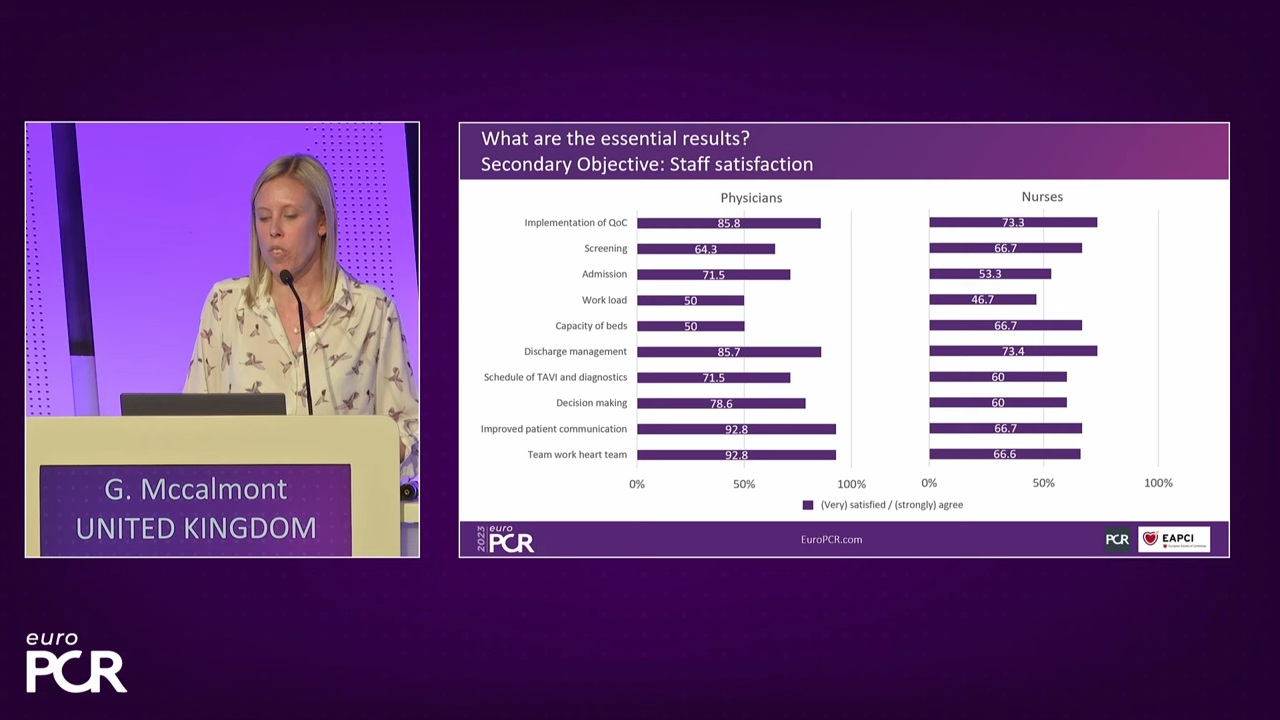 What are the essential results?
Secondary Objective: Staff satisfaction
Physicians
Nurses
Implementation of QoC 85.8 73.3
Screening 64.3 66.7
Admission 71.5 53.3
Work load 50 46.7
Capacity of beds 50 66.7
Discharge management 85.7 73.4
Schedule of TAVI and diagnostics 71.5 60
Decision making 78.6 60
Improved patient communication 92.8 66.7
Team work heart team 92.8 66.6
0% 50% 100% 0% 50% 100%
(Very) satisfied / (strongly) agree
2023 euro
PCR
EuroPCR.com
PCR
EAPCI
G. Mccalmont
UNITED KINGDOM
euro
PCR